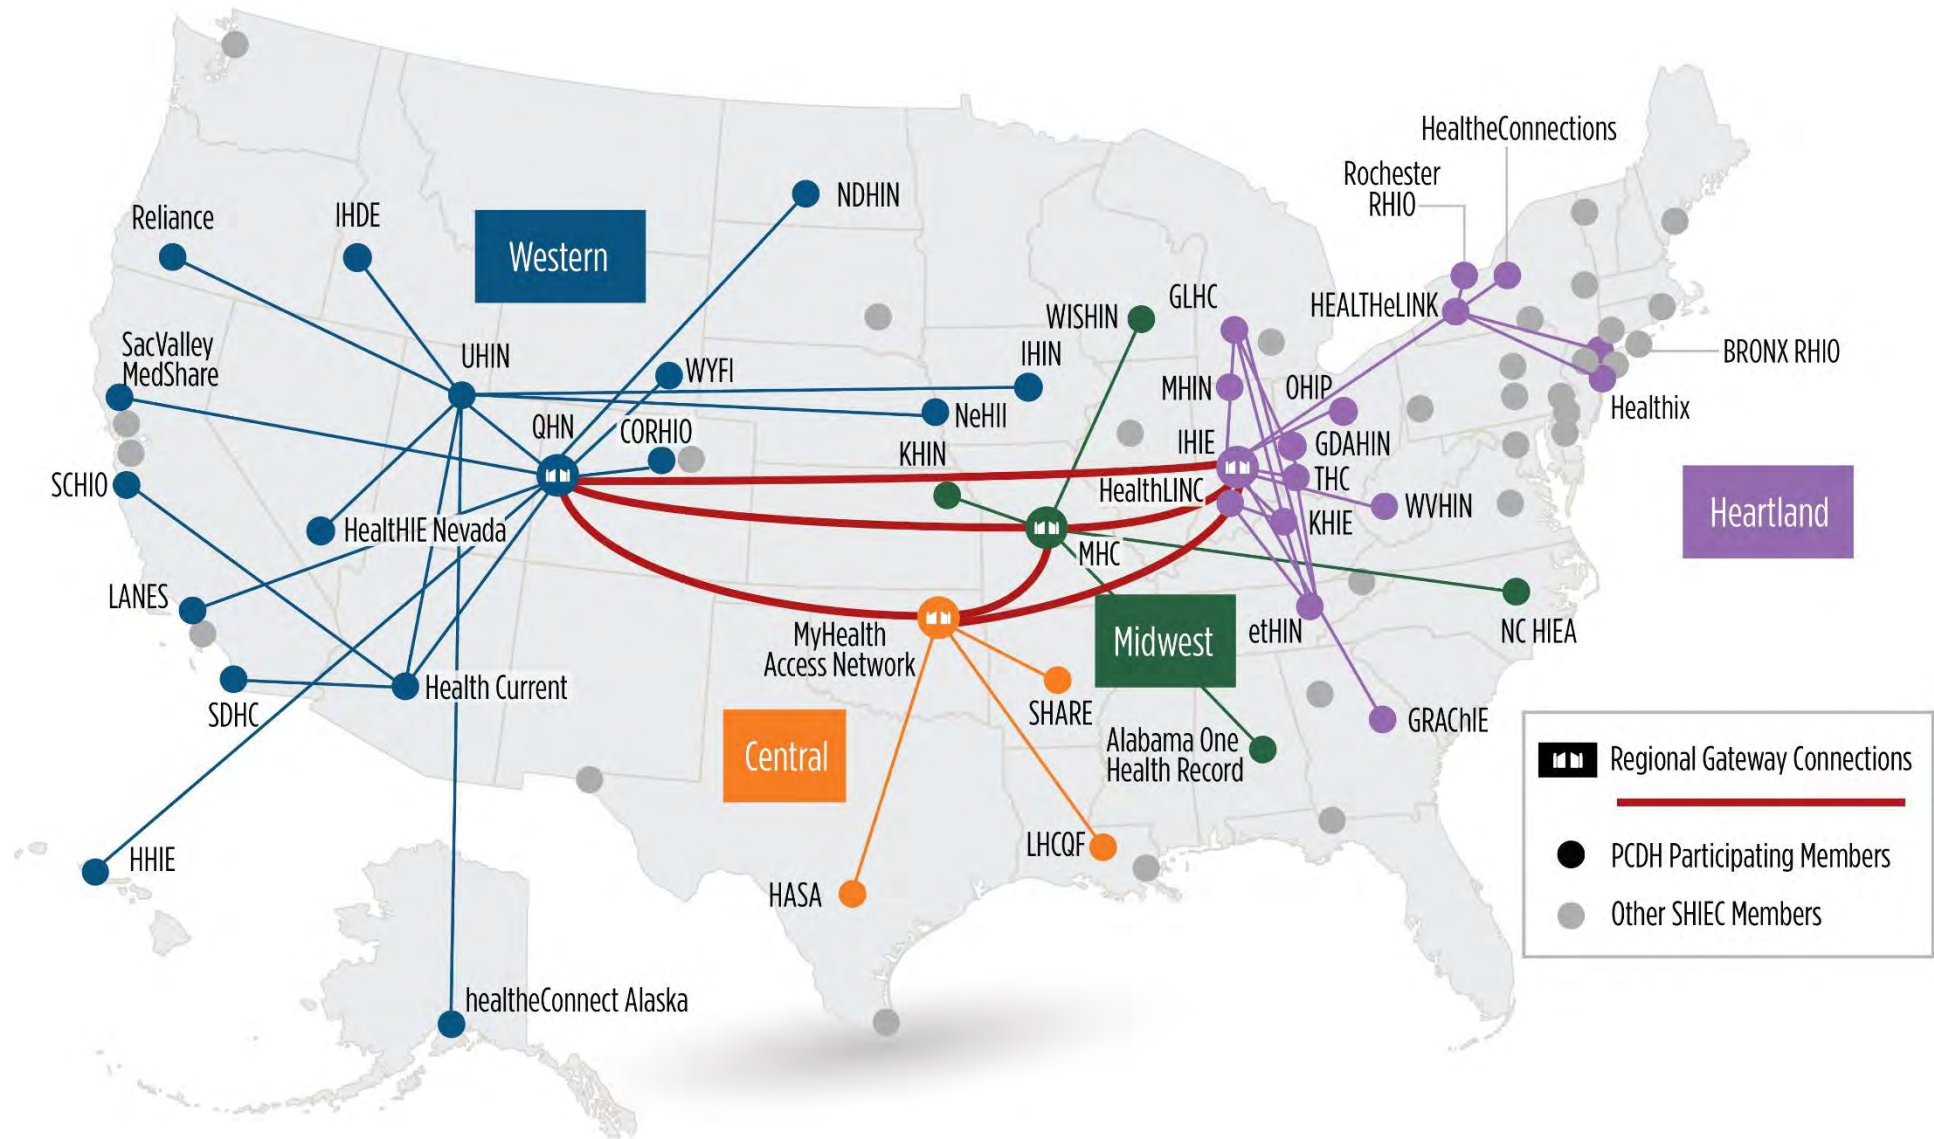 HealtheConnections
Rochester
RHIO
NDHIN
Reliance
IHDE
Western
GLHC
HEALTHeLINK
WISHIN
SacValley
MedShare
UHIN
WYFI
IHIN
BRONX RHIO
MHIN
OHIP
NeHII
Healthix
QHN
CORHIO
KHIN
IHIE
GDAHIN
SCHIO
HealthLINC
THC
WVHIN
Heartland
HealtHIE Nevada
KHIE
MHC
LANES
MyHealth
Access Network
Midwest
etHIN
NC HIEA
Health Current
SDHC
SHARE
GRAChIE
Central
Alabama One
Health Record
Regional Gateway Connections
HHIE
LHCQF
PCDH Participating Members
HASA
Other SHIEC Members
healtheConnect Alaska